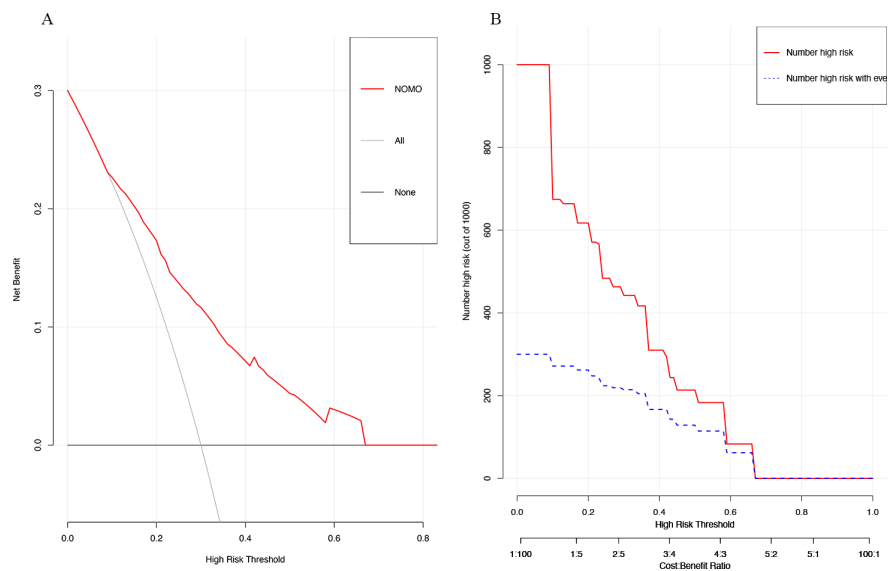 A
NOMO
All
None
Net Benefit
0.3
0.2
0.1
0.0
0.0 0.2 0.4 0.6 0.8
High Risk Threshold
B
Number high risk
Number high risk with eve
Number high risk (out of 1000)
1000
800
600
400
200
0
0.0 0.2 0.4 0.6 0.8 1.0
High Risk Threshold
1:100 1:5 2:5 3:4 4:3 5:2 5:1 100:1
Cost:Benefit Ratio